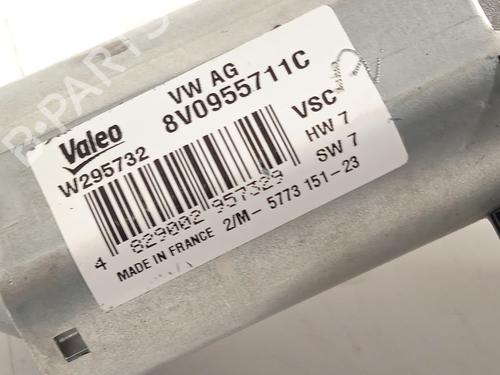 B-PARTS
Valeo
VW AG
8V0955711C
W295732
VSC
HW 7
SW 7
4 829002 957329
MADE IN FRANCE 2/M- 5773 151-23